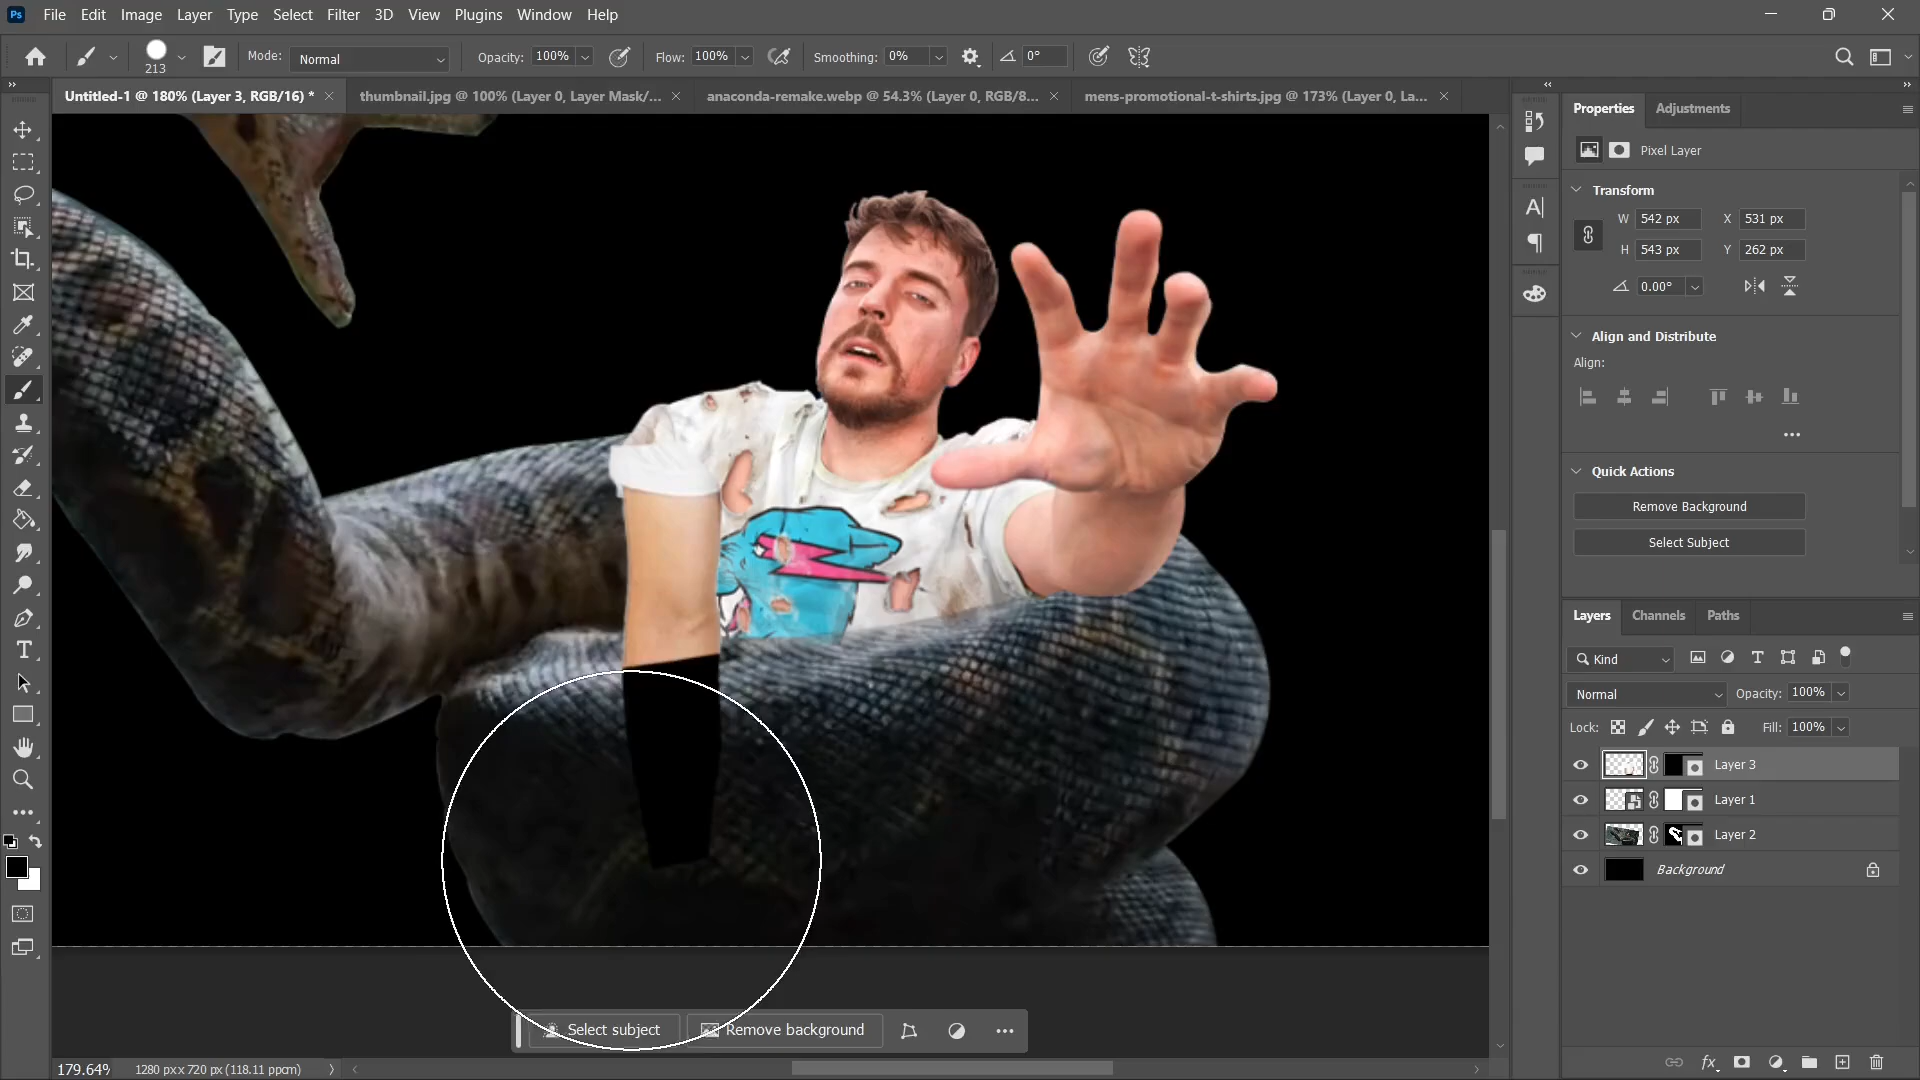 Ps File Edit Image Layer Type Select Filter 3D View Plugins Window Help
213 Mode: Normal Opacity: 100% Flow: 100% Smoothing: 0% 0°
Untitled-1 @ 180% (Layer 3, RGB/16) * thumbnail.jpg @ 100% (Layer 0, Layer Mask/... anaconda-remake.webp @ 54.3% (Layer 0, RGB/8... mens-promotional-t-shirts.jpg @ 173% (Layer 0, La...
Properties Adjustments
Pixel Layer
Transform
W 542 px X 531 px
H 543 px Y 262 px
0.00°
Align and Distribute
Align:
Quick Actions
Remove Background
Select Subject
Layers Channels Paths
Kind
Normal Opacity: 100%
Lock: Fill: 100%
Layer 3
Layer 1
Layer 2
Background
Select subject Remove background
179.64% 1280 px x 720 px (118.11 ppcm)